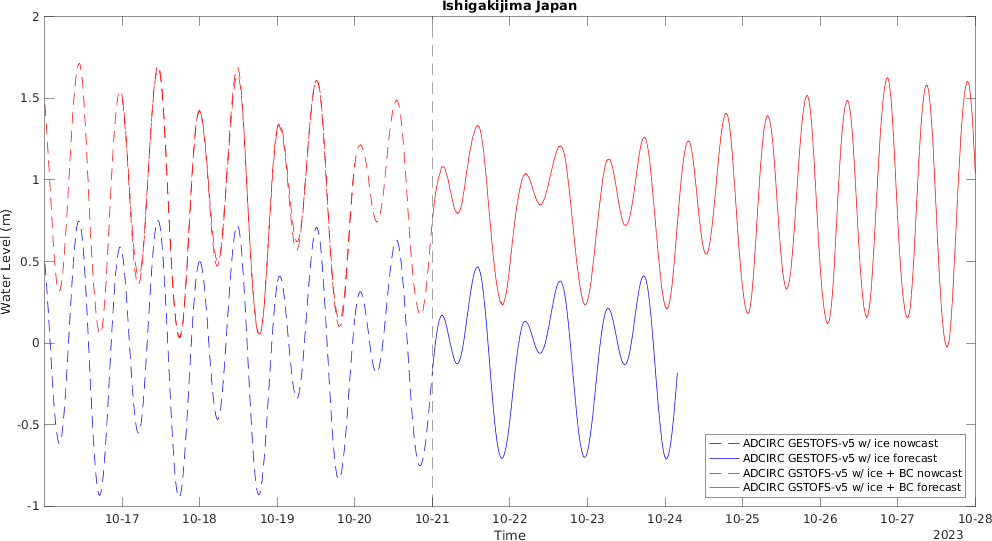 Ishigakijima Japan
2
1.5
1
0.5
0
-0.5
-1
Water Level (m)
10-17
10-18
10-19
10-20
10-21
10-22
10-23
10-24
10-25
10-26
10-27
10-28
Time
2023
ADCIRC GESTOFS-v5 w/ ice nowcast
ADCIRC GESTOFS-v5 w/ ice forecast
ADCIRC GSTOFS-v5 w/ ice + BC nowcast
ADCIRC GSTOFS-v5 w/ ice + BC forecast